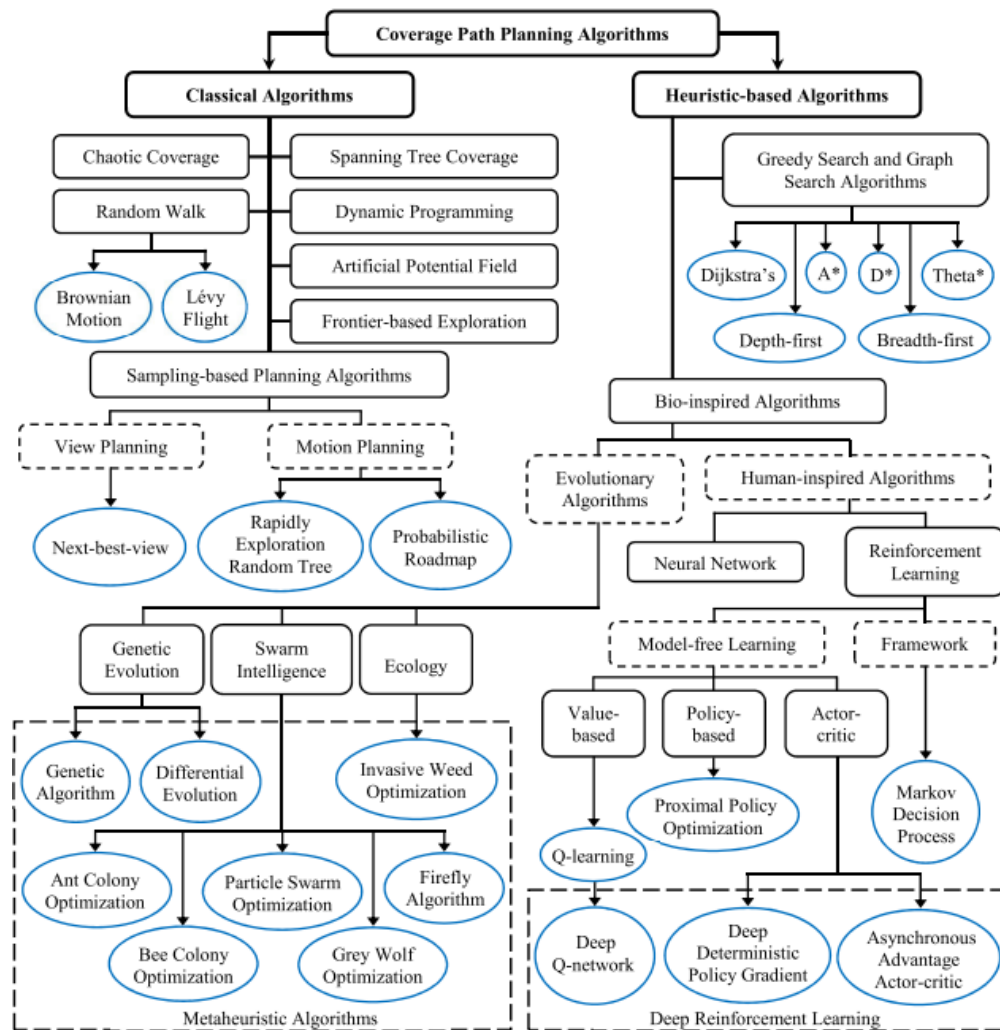 Coverage Path Planning Algorithms
Classical Algorithms
Heuristic-based Algorithms
Chaotic Coverage
Spanning Tree Coverage
Greedy Search and Graph
Search Algorithms
Random Walk
Dynamic Programming
Artificial Potential Field
Frontier-based Exploration
Brownian
Motion
Lévy
Flight
Dijkstra's
A*
D*
Theta*
Depth-first
Breadth-first
Sampling-based Planning Algorithms
Bio-inspired Algorithms
View Planning
Motion Planning
Evolutionary
Algorithms
Human-inspired Algorithms
Next-best-view
Rapidly
Exploration
Random Tree
Probabilistic
Roadmap
Neural Network
Reinforcement
Learning
Genetic
Evolution
Swarm
Intelligence
Ecology
Model-free Learning
Framework
Value-
based
Policy-
based
Actor-
critic
Genetic
Algorithm
Differential
Evolution
Invasive Weed
Optimization
Proximal Policy
Optimization
Markov
Decision
Process
Q-learning
Ant Colony
Optimization
Particle Swarm
Optimization
Firefly
Algorithm
Bee Colony
Optimization
Grey Wolf
Optimization
Deep
Q-network
Deep
Deterministic
Policy Gradient
Asynchronous
Advantage
Actor-critic
Metaheuristic Algorithms
Deep Reinforcement Learning